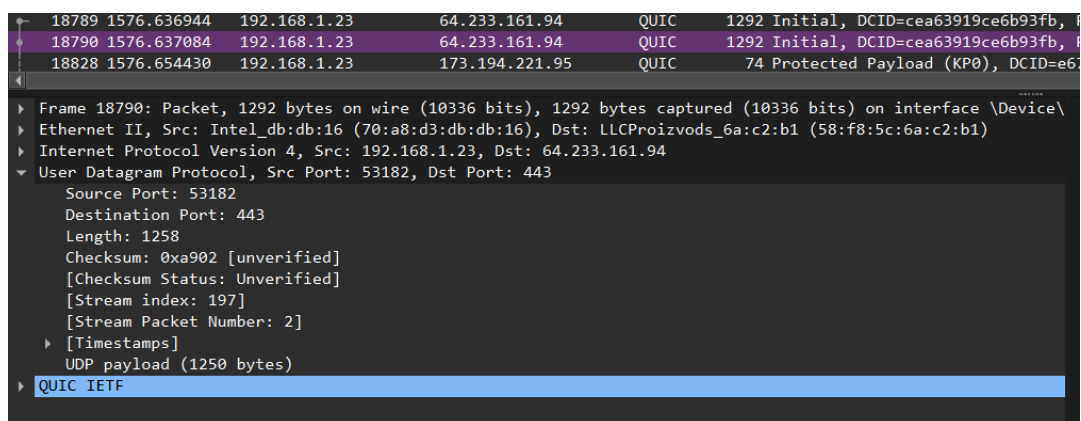 18789 1576.636944 192.168.1.23 64.233.161.94 QUIC 1292 Initial, DCID=cea63919ce6b93fb,
18790 1576.637084 192.168.1.23 64.233.161.94 QUIC 1292 Initial, DCID=cea63919ce6b93fb,
18828 1576.654430 192.168.1.23 173.194.221.95 QUIC 74 Protected Payload (KP0), DCID=e67
Frame 18790: Packet, 1292 bytes on wire (10336 bits), 1292 bytes captured (10336 bits) on interface \Device\
Ethernet II, Src: Intel_db:db:16 (70:a8:d3:db:db:16), Dst: LLCProizvods_6a:c2:b1 (58:f8:5c:6a:c2:b1)
Internet Protocol Version 4, Src: 192.168.1.23, Dst: 64.233.161.94
User Datagram Protocol, Src Port: 53182, Dst Port: 443
Source Port: 53182
Destination Port: 443
Length: 1258
Checksum: 0xa902 [unverified]
[Checksum Status: Unverified]
[Stream index: 197]
[Stream Packet Number: 2]
[Timestamps]
UDP payload (1250 bytes)
QUIC IETF